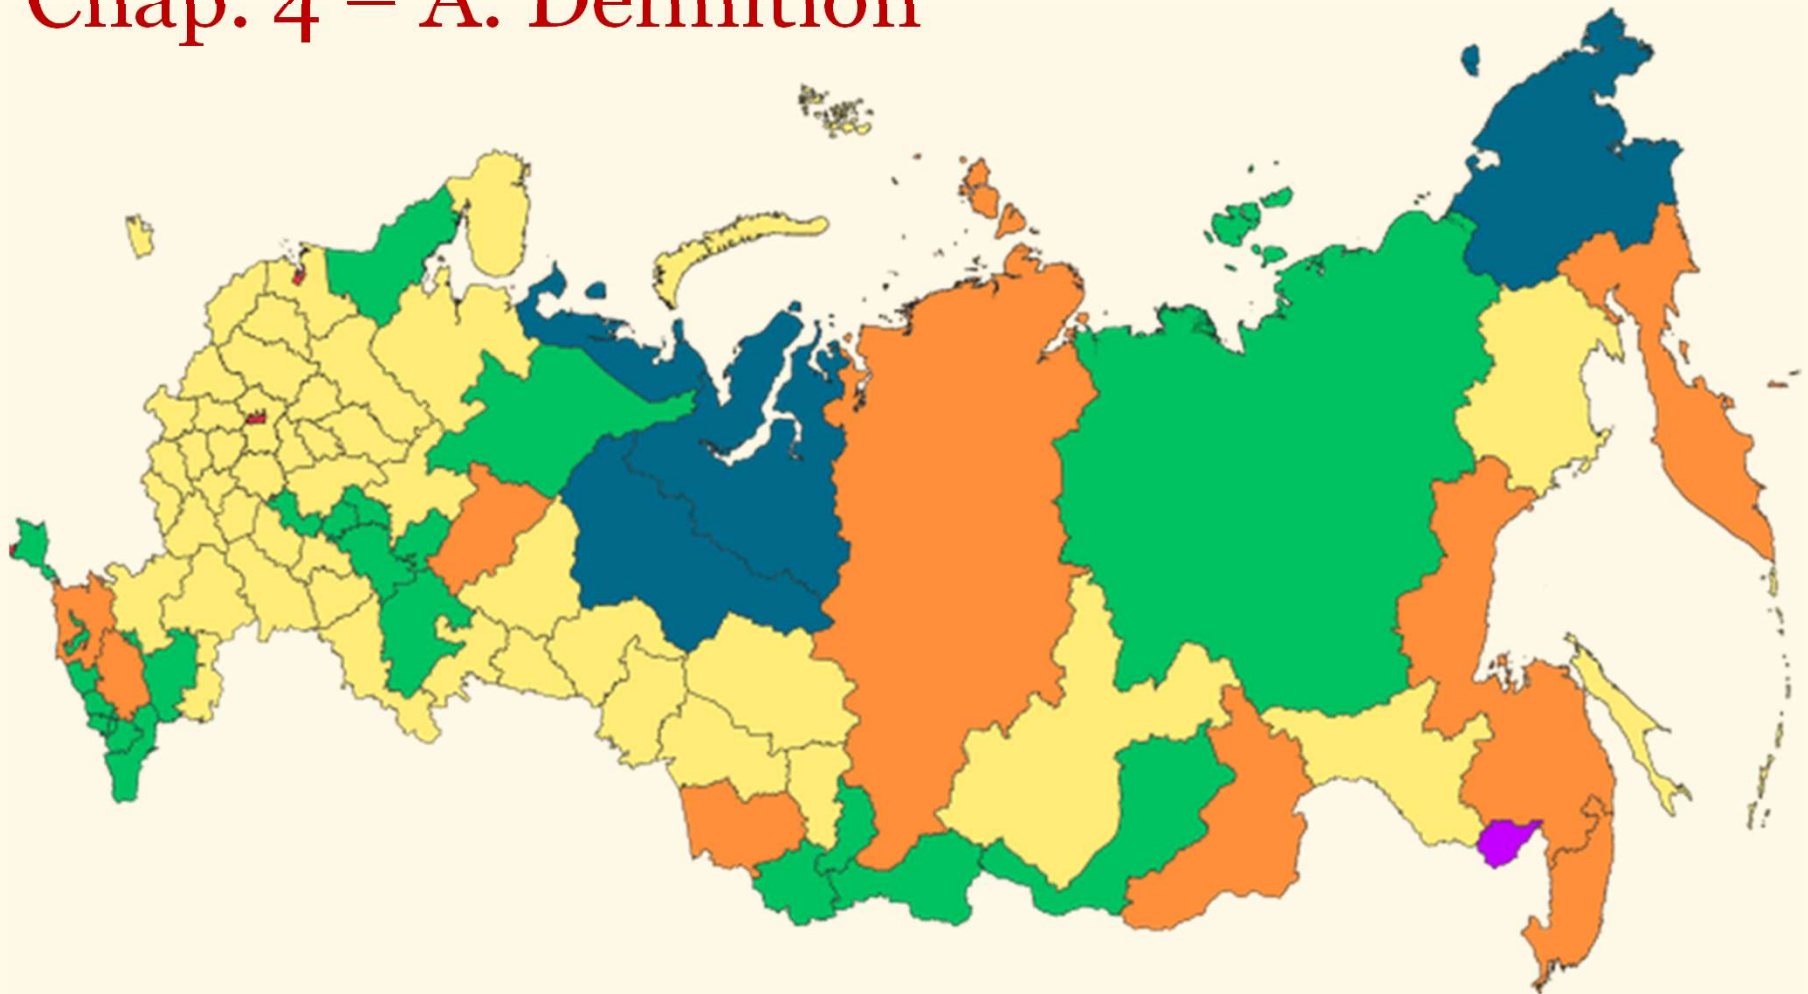 Chap. 4 – A. Definition